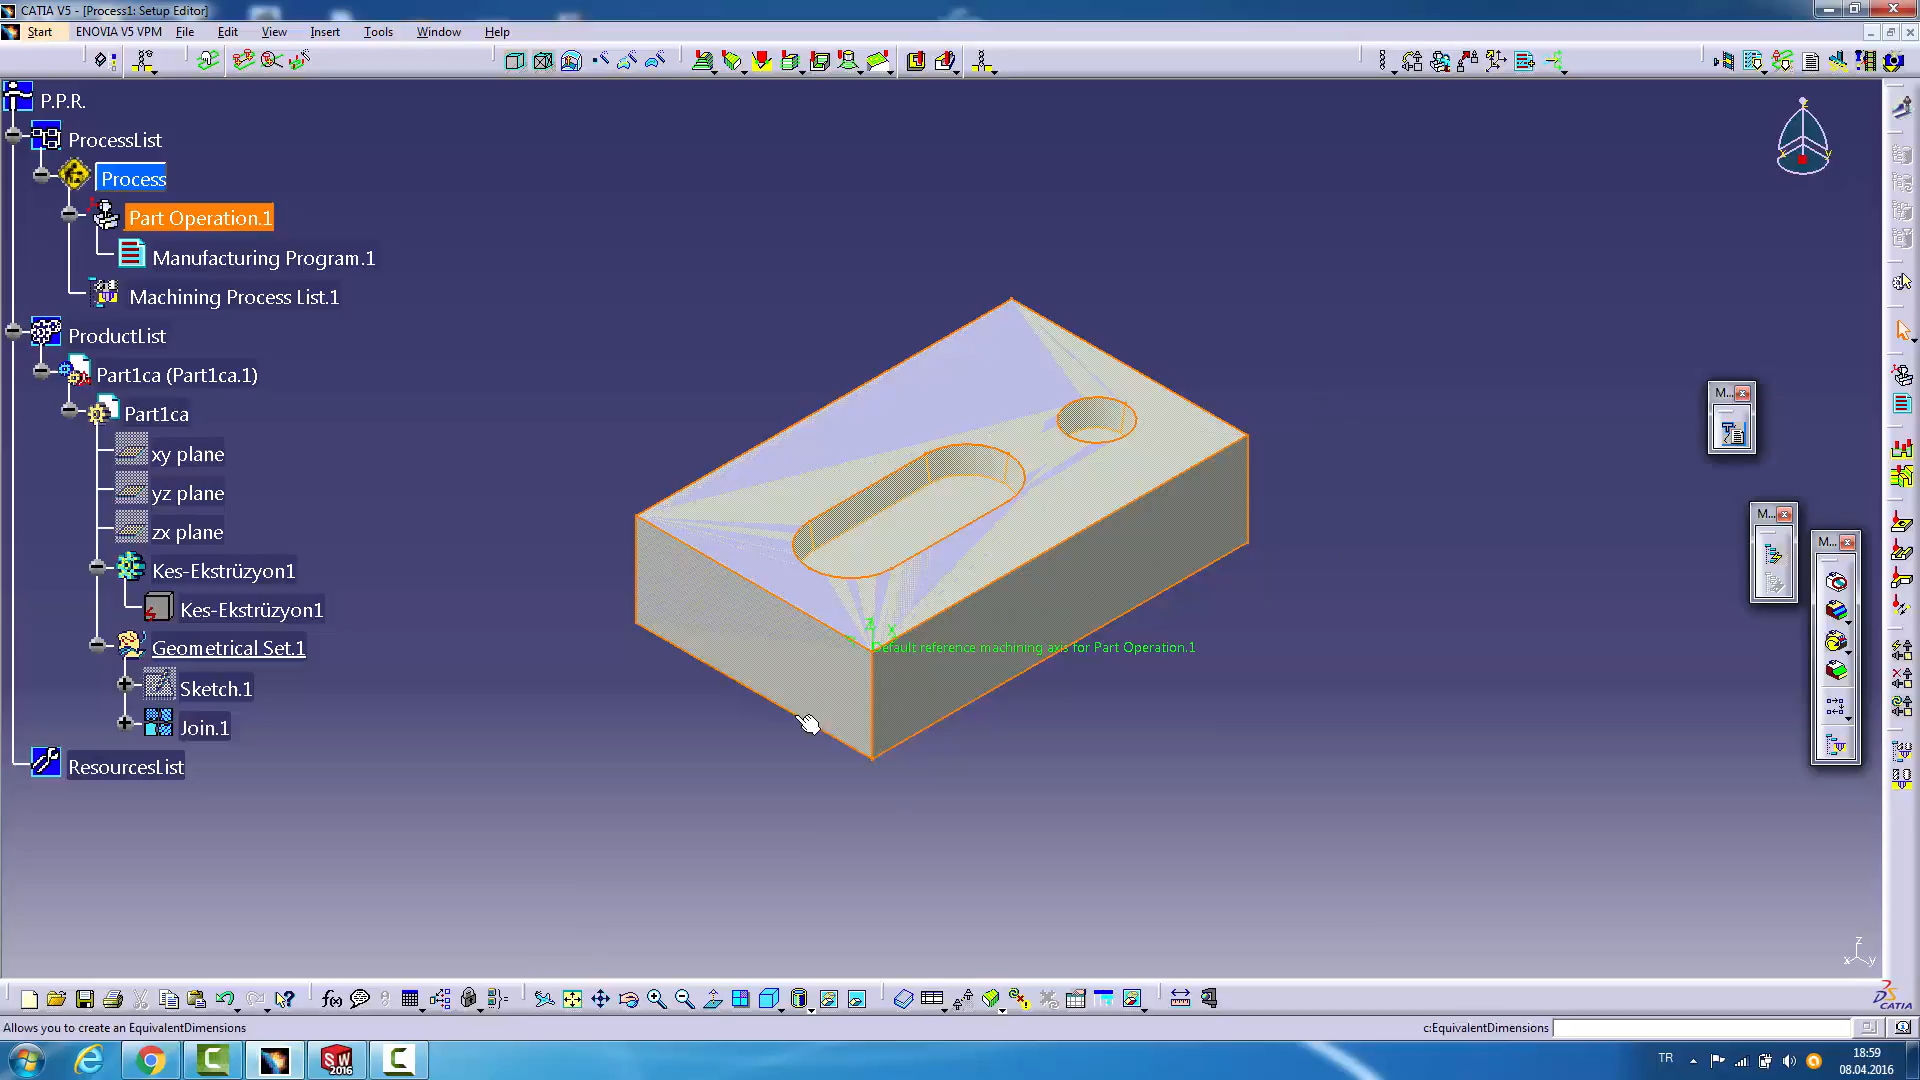 CATIA V5 - [Process1: Setup Editor]
Start ENOVIA V5 VPM File Edit View Insert Tools Window Help
P.P.R.
ProcessList
Process
Part Operation.1
Manufacturing Program.1
Machining Process List.1
ProductList
Part1ca (Part1ca.1)
Part1ca
xy plane
yz plane
zx plane
Kes-Ekstrüzyon1
Kes-Ekstrüzyon1
Geometrical Set.1
Sketch.1
Join.1
ResourcesList
Default reference machining axis for Part Operation.1
M...
M...
M...
z
x y
CATIA
Allows you to create an EquivalentDimensions
c:EquivalentDimensions
SW
2016
TR
18:59
08.04.2016